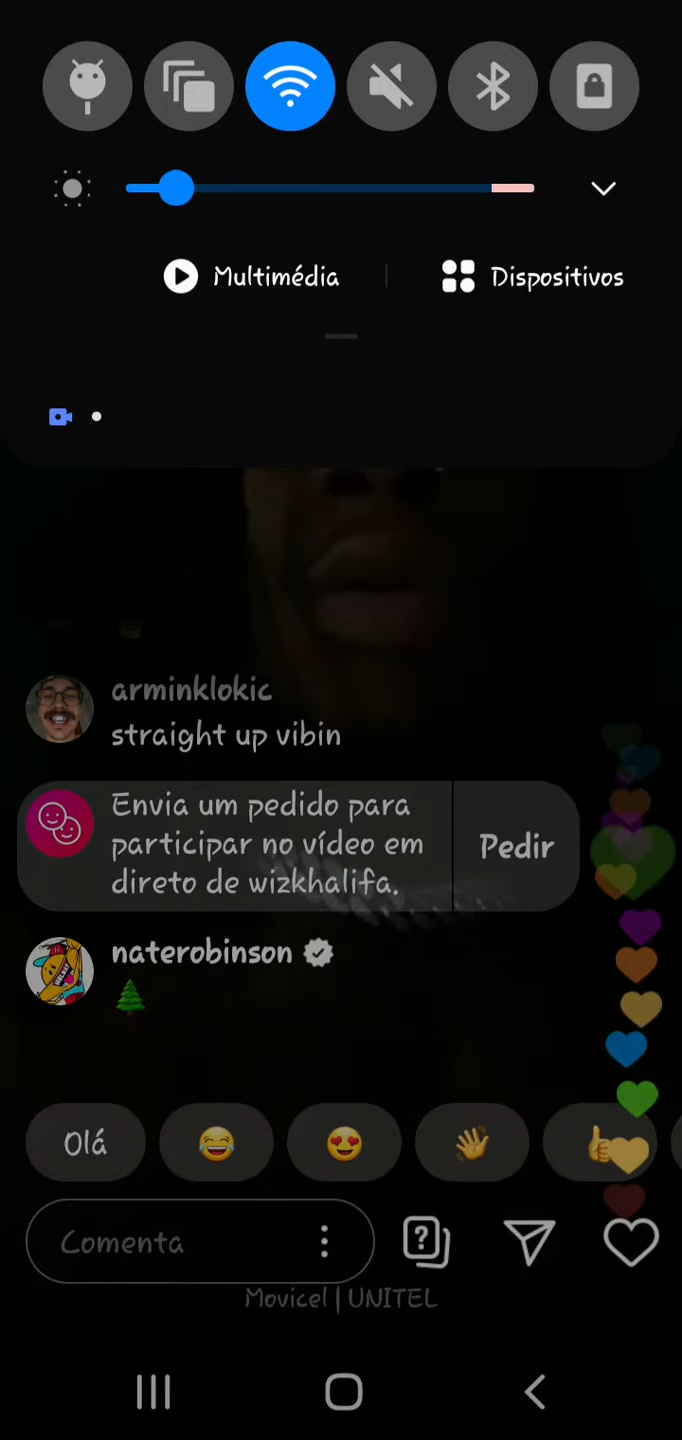 Multimédia
Dispositivos
arminklokic
straight up vibin
Envia um pedido para
participar no vídeo em
direto de wizkhalifa.
Pedir
naterobinson
Olá
Comenta
Movicel | UNITEL